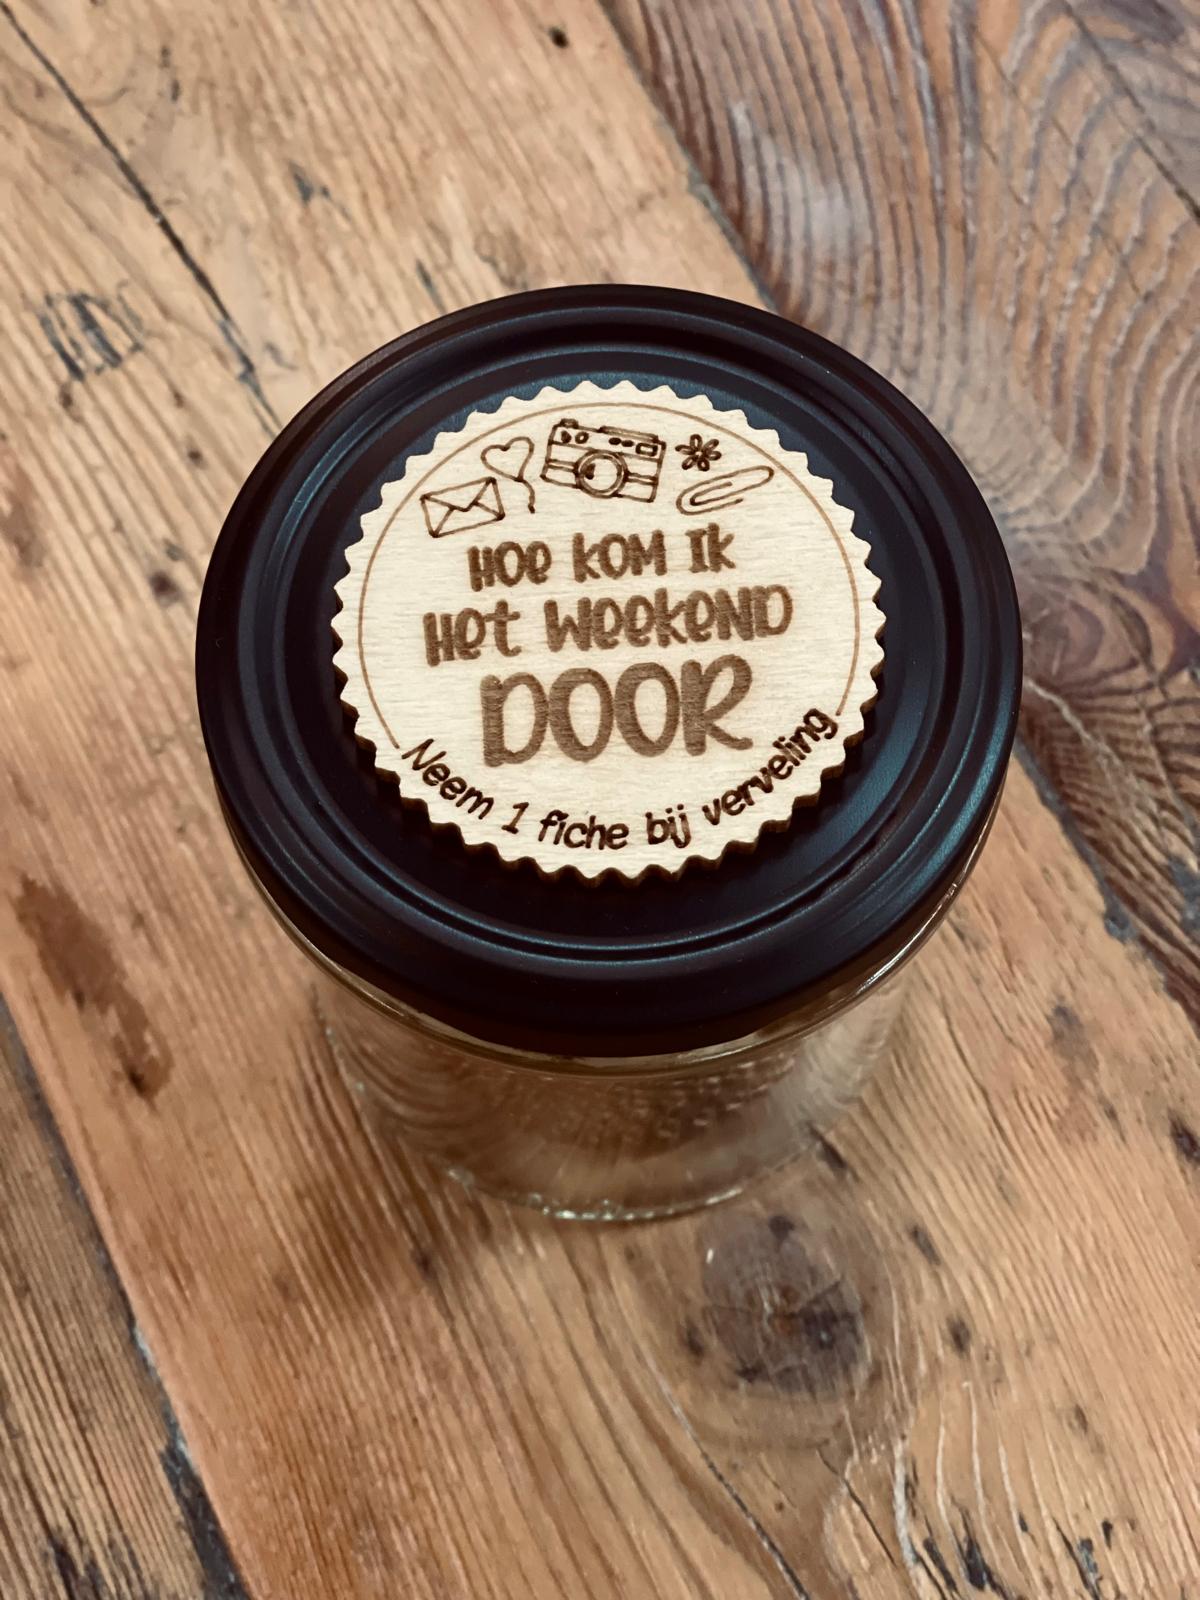 Hoe kom ik
het weekend
DOOR
Neem 1 fiche bij verveling